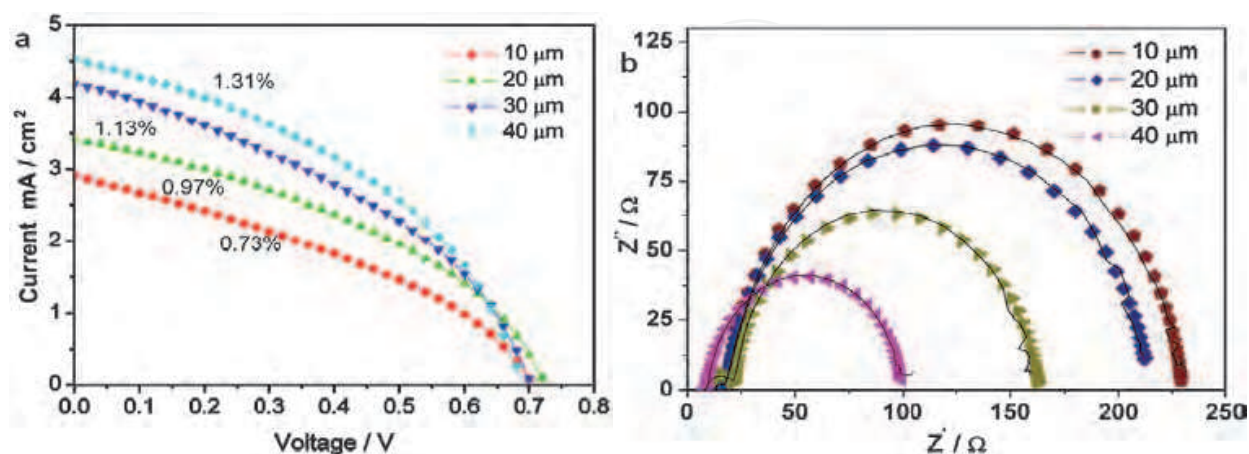 a
5
4
3
2
1
0
Current mA / cm²
0.0 0.1 0.2 0.3 0.4 0.5 0.6 0.7 0.8
Voltage / V
10 µm
20 µm
30 µm
40 µm
1.31%
1.13%
0.97%
0.73%
b
125
100
75
50
25
0
Z'' / Ω
0 50 100 150 200 250
Z' / Ω
10 µm
20 µm
30 µm
40 µm